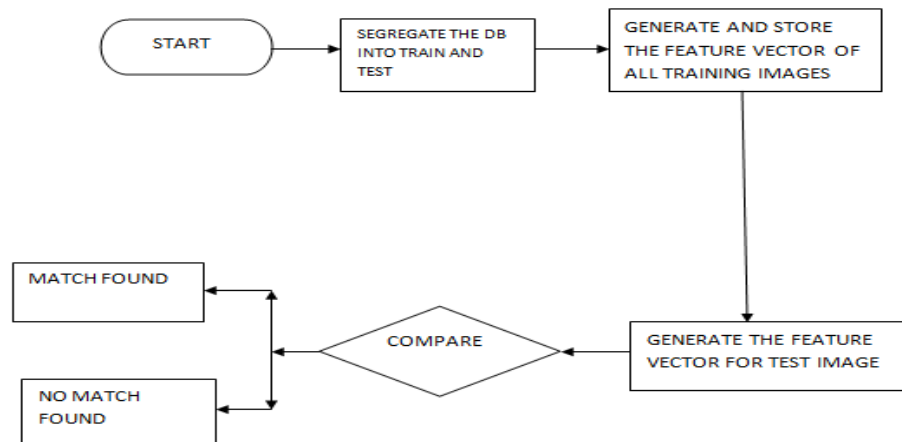 START
SEGREGATE THE DB
INTO TRAIN AND
TEST
GENERATE AND STORE
THE FEATURE VECTOR OF
ALL TRAINING IMAGES
GENERATE THE FEATURE
VECTOR FOR TEST IMAGE
COMPARE
MATCH FOUND
NO MATCH
FOUND